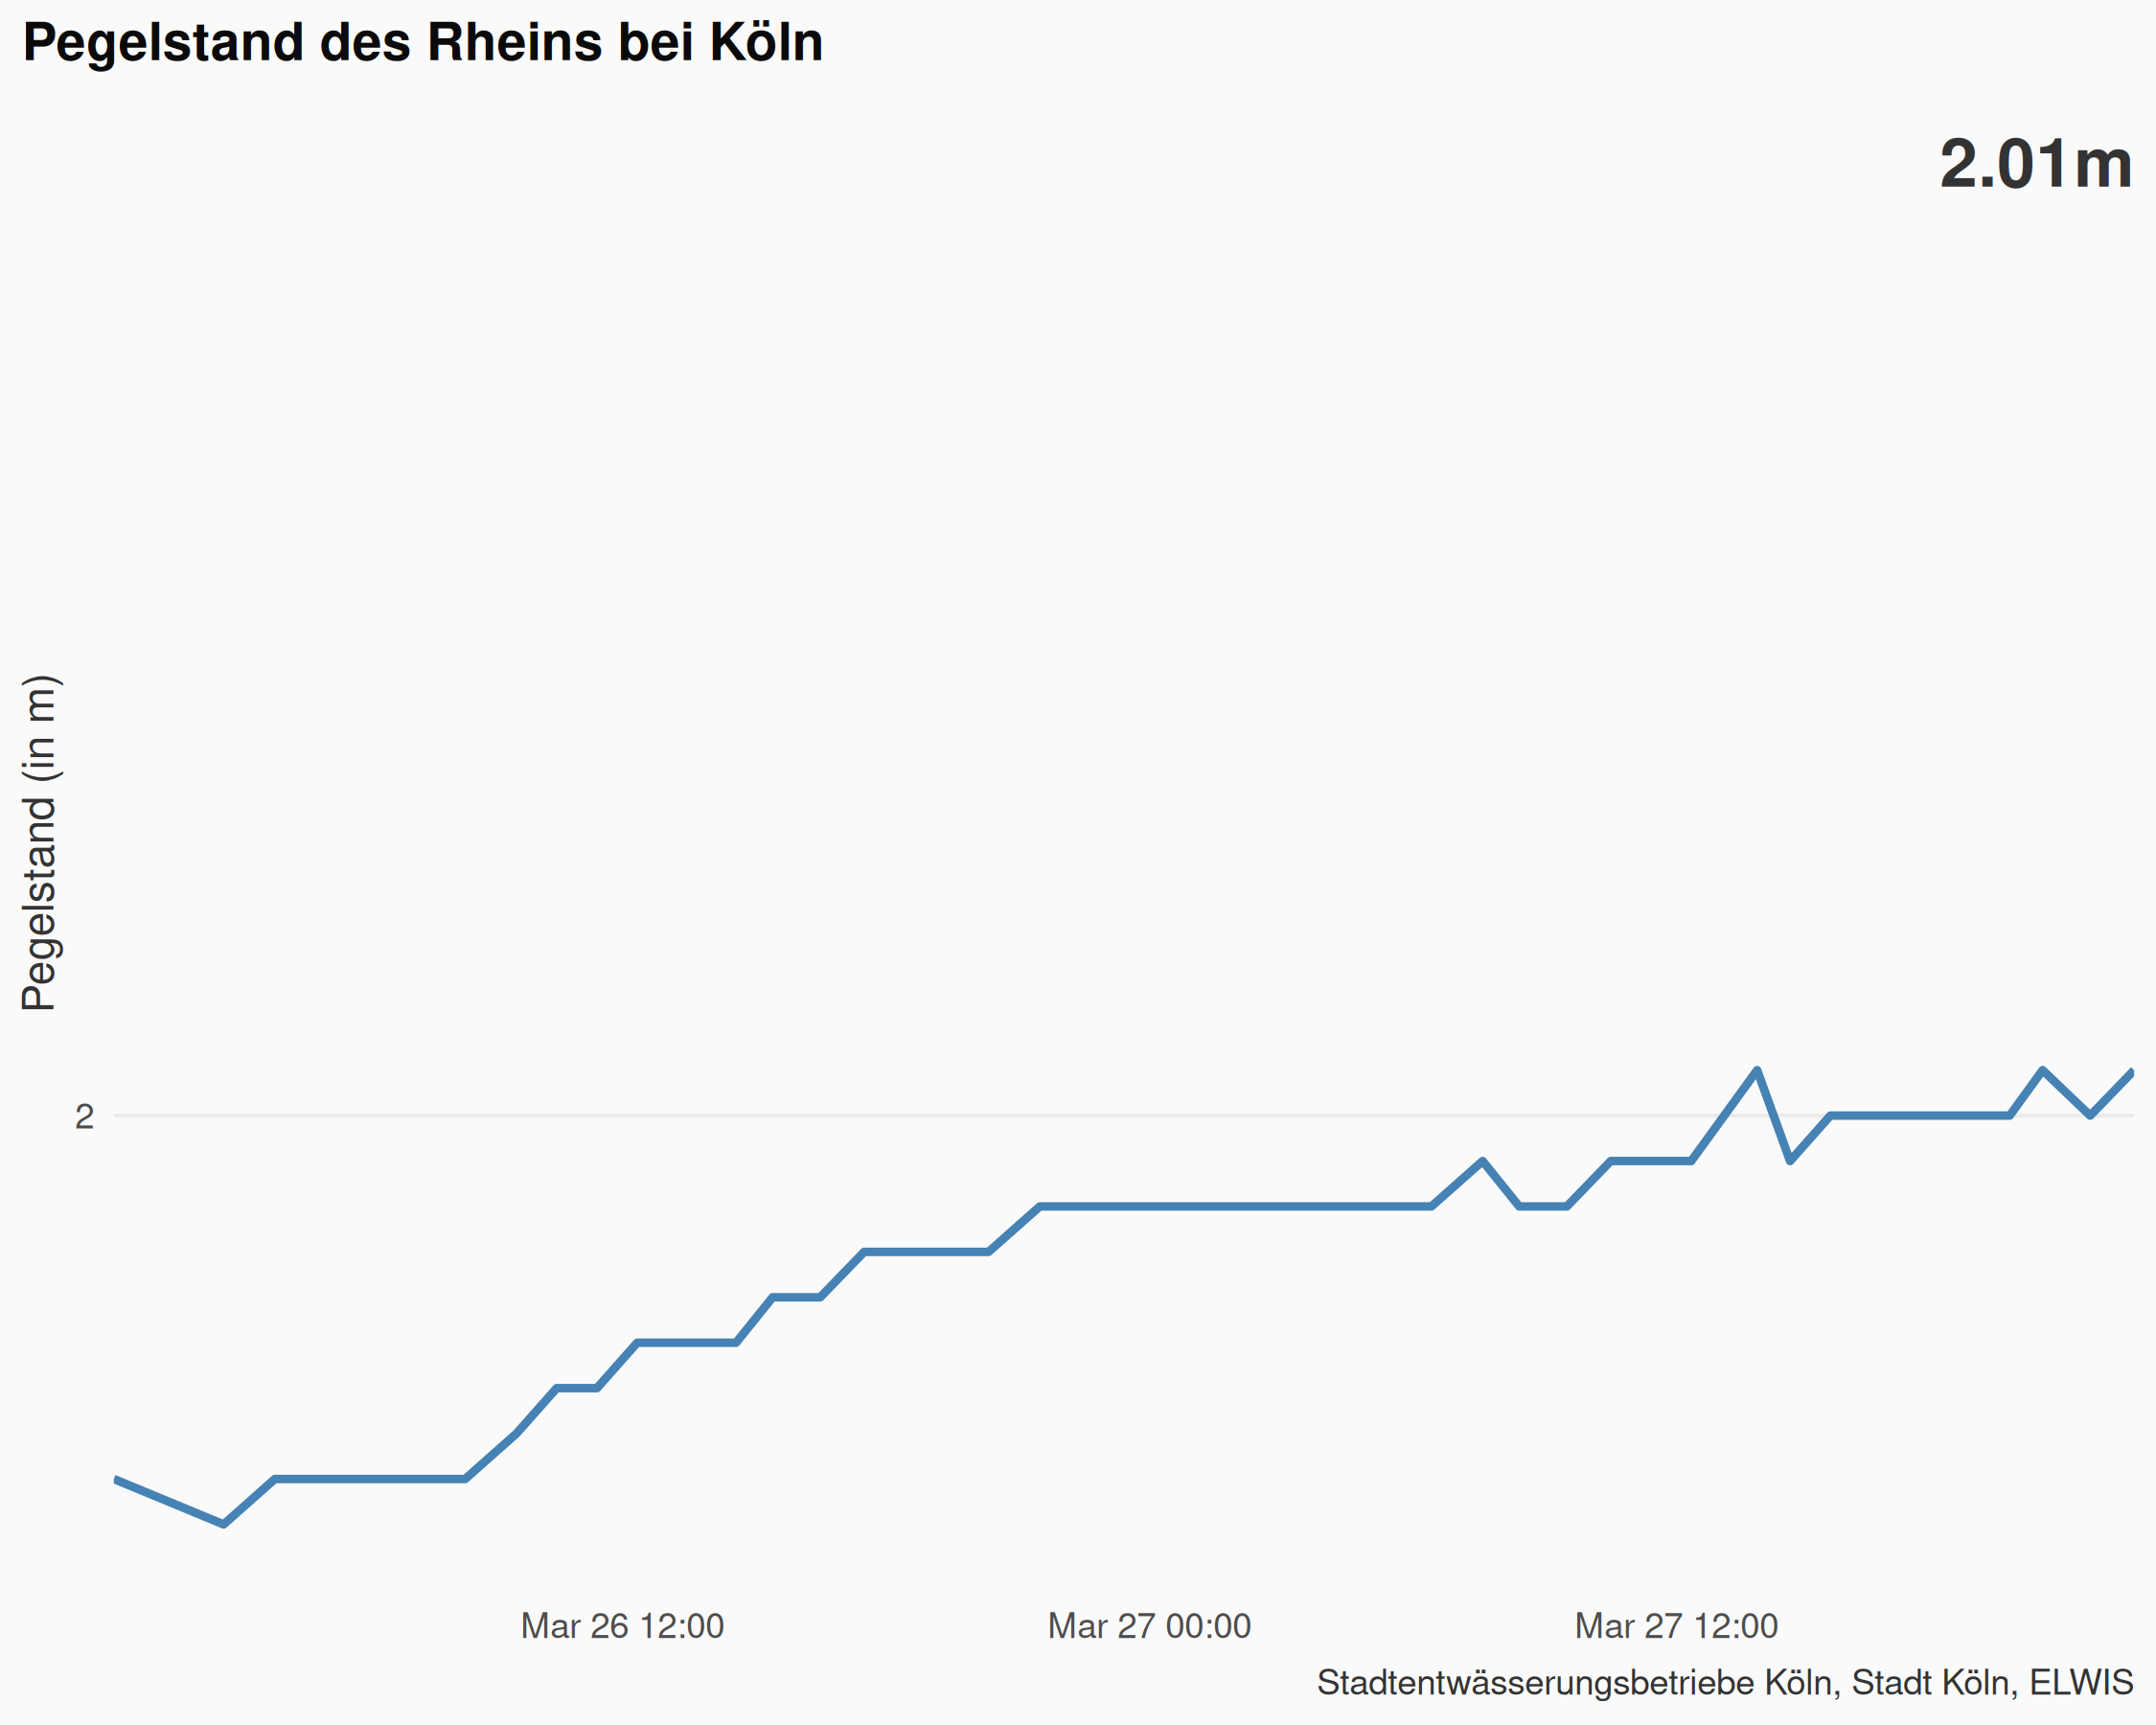 Pegelstand des Rheins bei Köln
2.01m
Pegelstand (in m)
2
Mar 26 12:00
Mar 27 00:00
Mar 27 12:00
Stadtentwässerungsbetriebe Köln, Stadt Köln, ELWIS